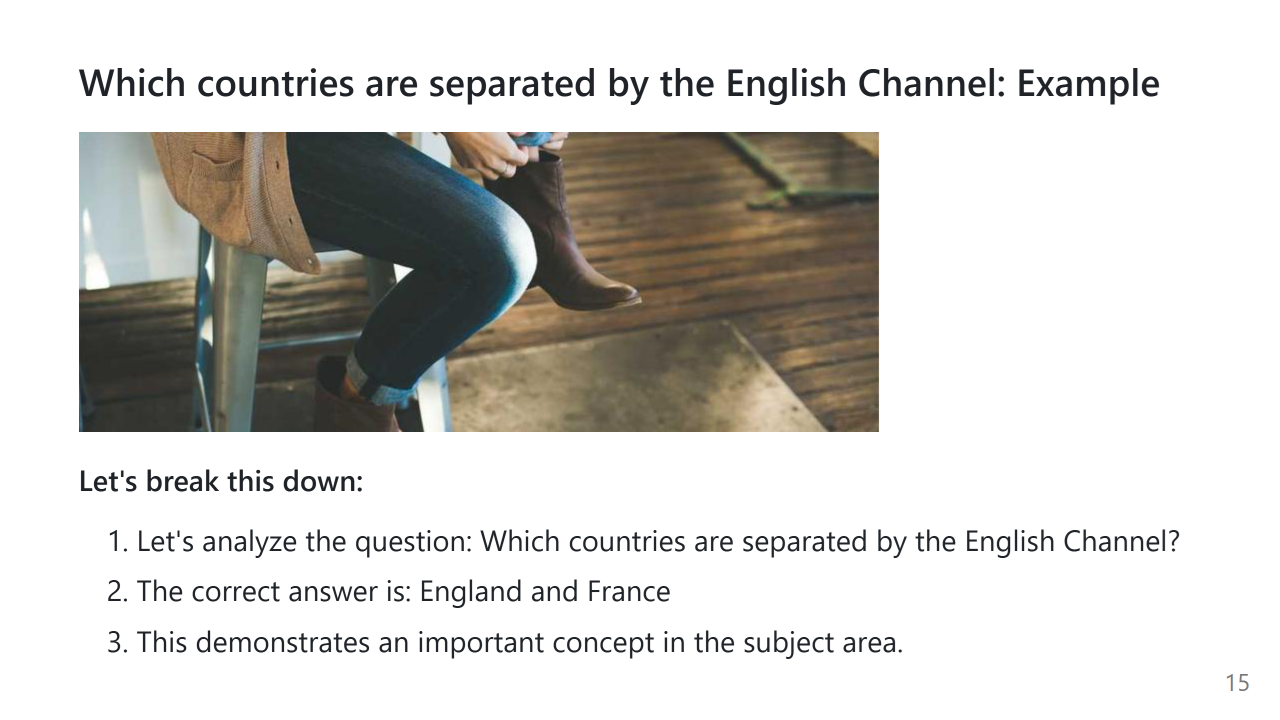 Which countries are separated by the English Channel: Example
Let's break this down:
1. Let's analyze the question: Which countries are separated by the English Channel?
2. The correct answer is: England and France
3. This demonstrates an important concept in the subject area.
15